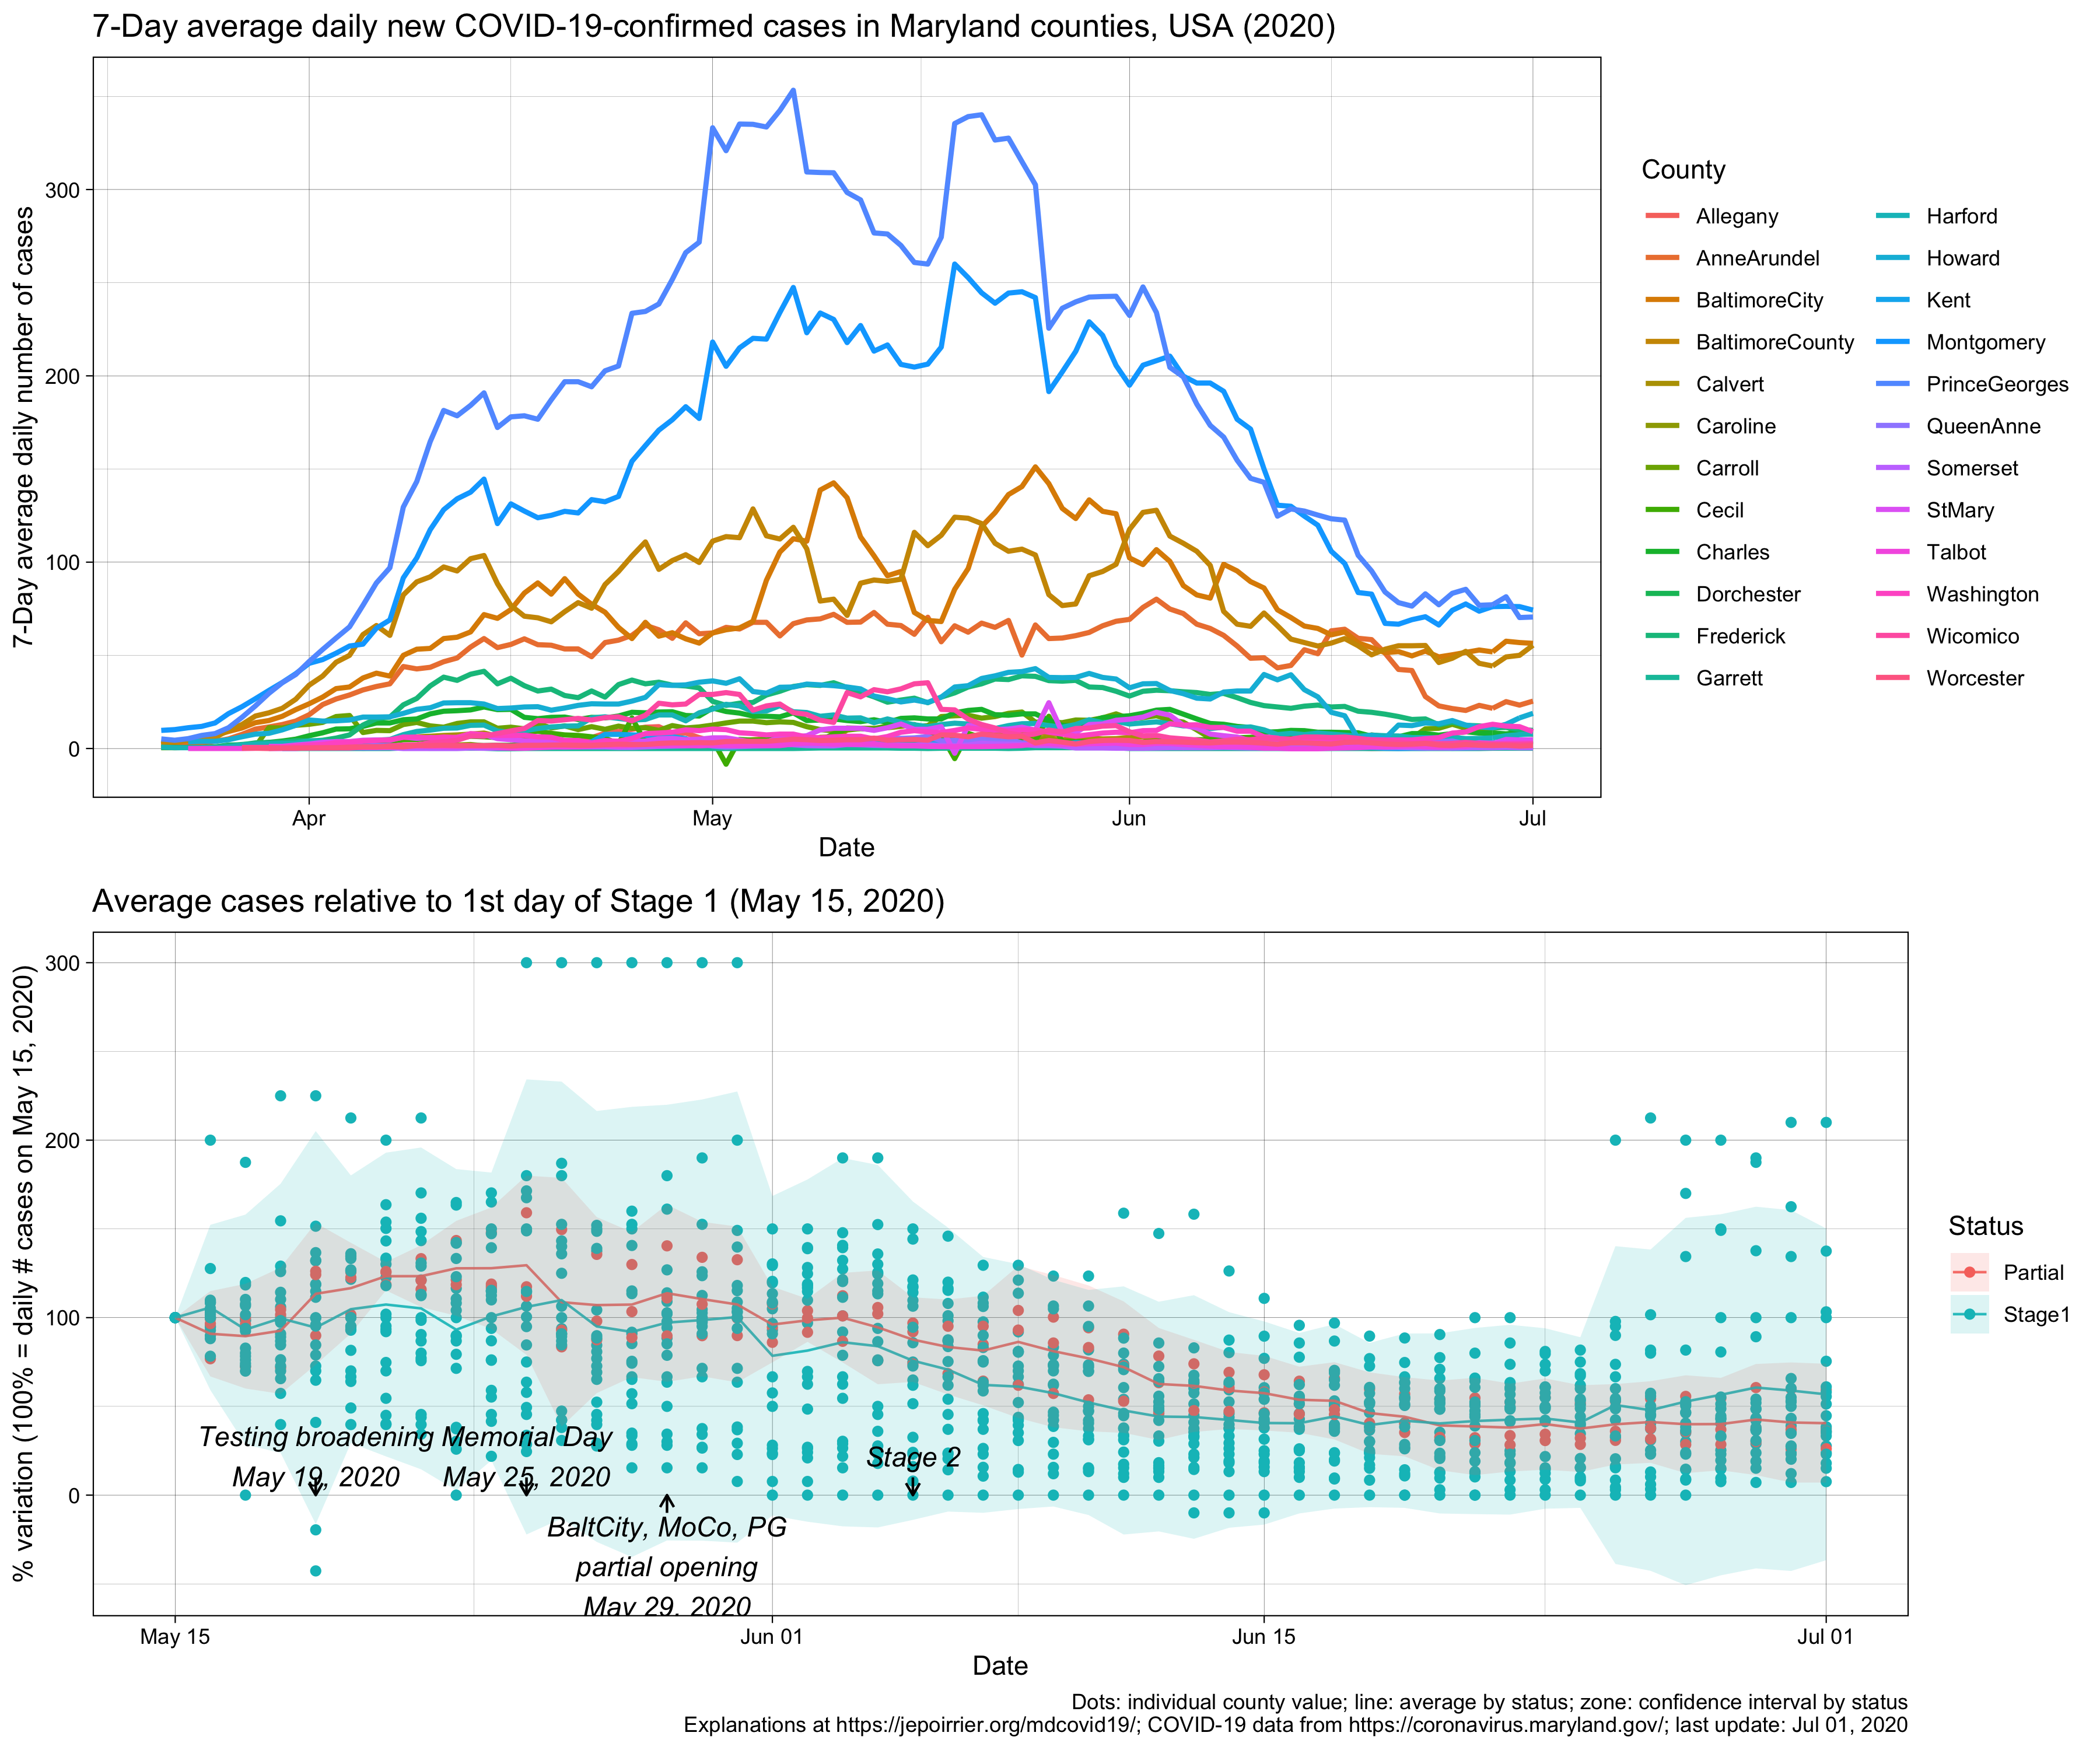 7-Day average daily new COVID-19-confirmed cases in Maryland counties, USA (2020)
7-Day average daily number of cases
300
200
100
0
Apr
May
Jun
Jul
Date
County
Allegany
AnneArundel
BaltimoreCity
BaltimoreCounty
Calvert
Caroline
Carroll
Cecil
Charles
Dorchester
Frederick
Garrett
Harford
Howard
Kent
Montgomery
PrinceGeorges
QueenAnne
Somerset
StMary
Talbot
Washington
Wicomico
Worcester
Average cases relative to 1st day of Stage 1 (May 15, 2020)
% variation (100% = daily # cases on May 15, 2020)
300
200
100
0
Testing broadening
May 19, 2020
Memorial Day
May 25, 2020
BaltCity, MoCo, PG
partial opening
May 29, 2020
Stage 2
May 15
Jun 01
Jun 15
Jul 01
Date
Status
Partial
Stage1
Dots: individual county value; line: average by status; zone: confidence interval by status
Explanations at https://jepoirrier.org/mdcovid19/; COVID-19 data from https://coronavirus.maryland.gov/; last update: Jul 01, 2020